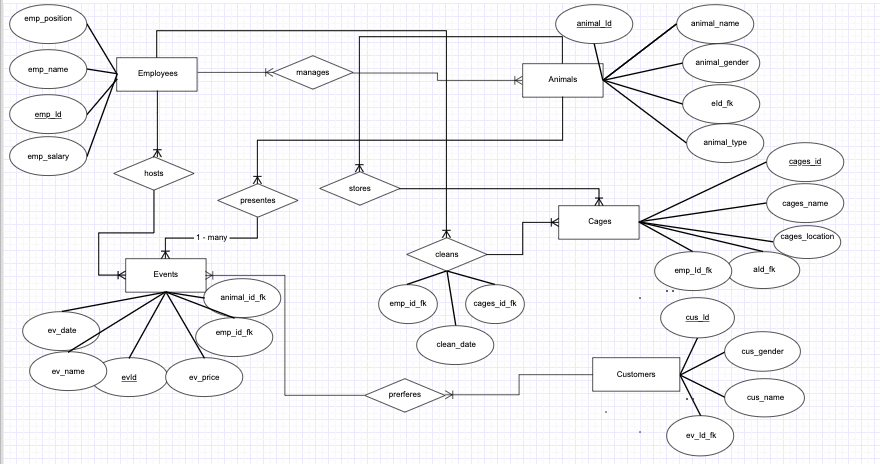 emp_position
animal_Id
animal_name
Employees
emp_name
manages
Animals
animal_gender
emp_Id
eId_fk
emp_salary
animal_type
hosts
cages_id
stores
presentes
cages_name
Cages
1 - many
cages_location
cleans
Events
emp_Id_fk
aId_fk
animal_id_fk
emp_id_fk
cages_id_fk
cus_Id
ev_date
emp_id_fk
clean_date
cus_gender
ev_name
evId
ev_price
Customers
prerferes
cus_name
ev_Id_fk